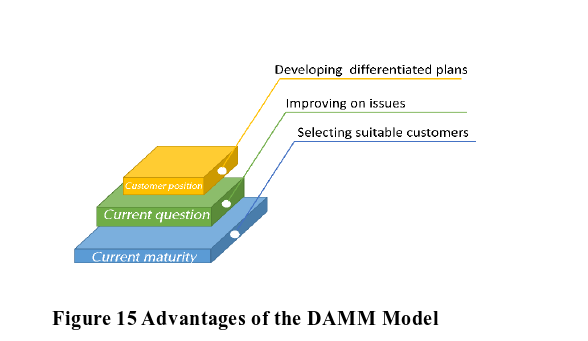 Developing differentiated plans
Improving on issues
Selecting suitable customers
Customer position
Current question
Current maturity
Figure 15 Advantages of the DAMM Model